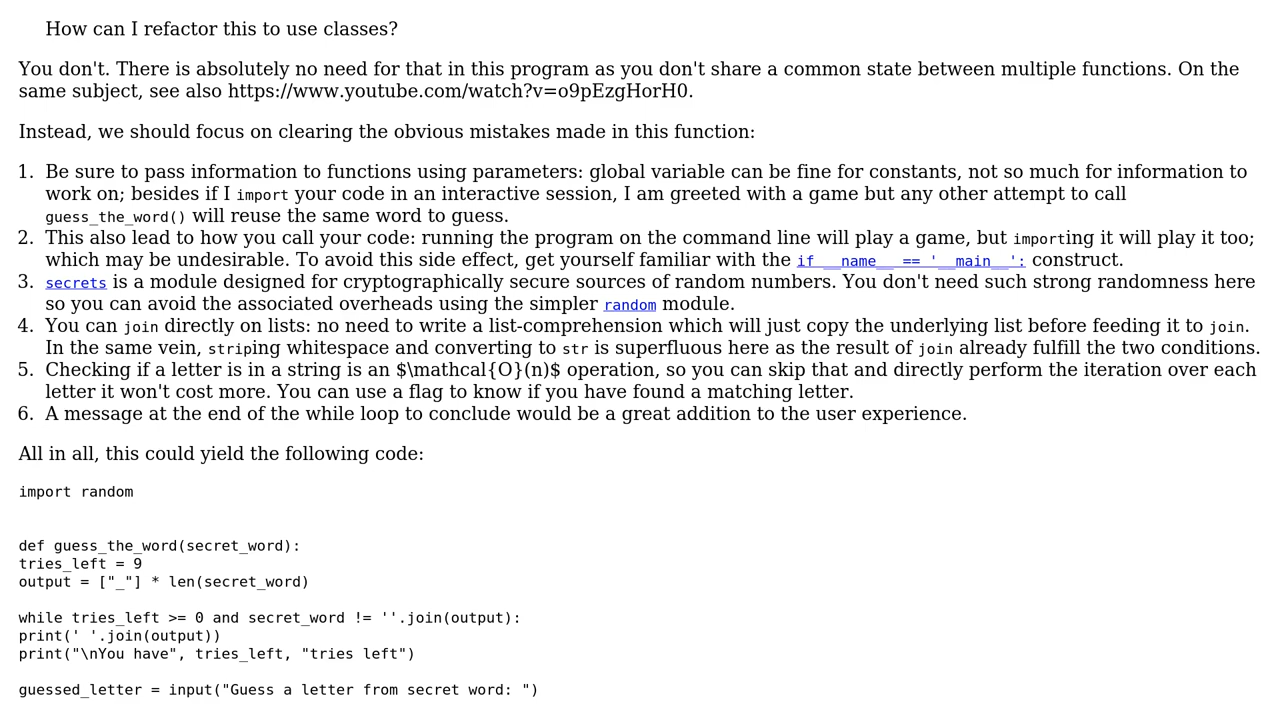 How can I refactor this to use classes?
You don't. There is absolutely no need for that in this program as you don't share a common state between multiple functions. On the
same subject, see also https://www.youtube.com/watch?v=o9pEzgHorH0.
Instead, we should focus on clearing the obvious mistakes made in this function:
1. Be sure to pass information to functions using parameters: global variable can be fine for constants, not so much for information to
work on; besides if I import your code in an interactive session, I am greeted with a game but any other attempt to call
guess_the_word() will reuse the same word to guess.
2. This also lead to how you call your code: running the program on the command line will play a game, but importing it will play it too;
which may be undesirable. To avoid this side effect, get yourself familiar with the if __name__ == '__main__': construct.
3. secrets is a module designed for cryptographically secure sources of random numbers. You don't need such strong randomness here
so you can avoid the associated overheads using the simpler random module.
4. You can join directly on lists: no need to write a list-comprehension which will just copy the underlying list before feeding it to join.
In the same vein, striping whitespace and converting to str is superfluous here as the result of join already fulfill the two conditions.
5. Checking if a letter is in a string is an $\mathcal{O}(n)$ operation, so you can skip that and directly perform the iteration over each
letter it won't cost more. You can use a flag to know if you have found a matching letter.
6. A message at the end of the while loop to conclude would be a great addition to the user experience.
All in all, this could yield the following code:
import random
def guess_the_word(secret_word):
tries_left = 9
output = ["_"] * len(secret_word)
while tries_left >= 0 and secret_word != ''.join(output):
print(' '.join(output))
print("\nYou have", tries_left, "tries left")
guessed_letter = input("Guess a letter from secret word: ")